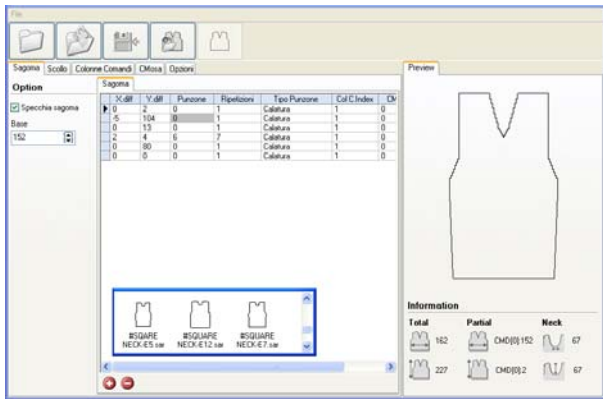 File
Sagoma Scollo Colonne Comandi CMosa Opzioni
Option
Specchia sagoma
Base
152
Sagoma
X.diff Y.diff Punzone Ripetizioni Tipo Punzone Col C.Index CM
0 2 0 1 Calatura 1 0
-5 104 0 1 Calatura 1 0
0 13 0 1 Calatura 1 0
2 4 6 7 Calatura 1 0
0 80 0 1 Calatura 1 0
0 0 0 1 Calatura 1 0
#SQARE NECK-E5.sar
#SQUARE NECK-E12.sar
#SQUARE NECK-E7.sar
Preview
Information
Total Partial Neck
162 CMD[0]:152 67
227 CMD[0]:2 67